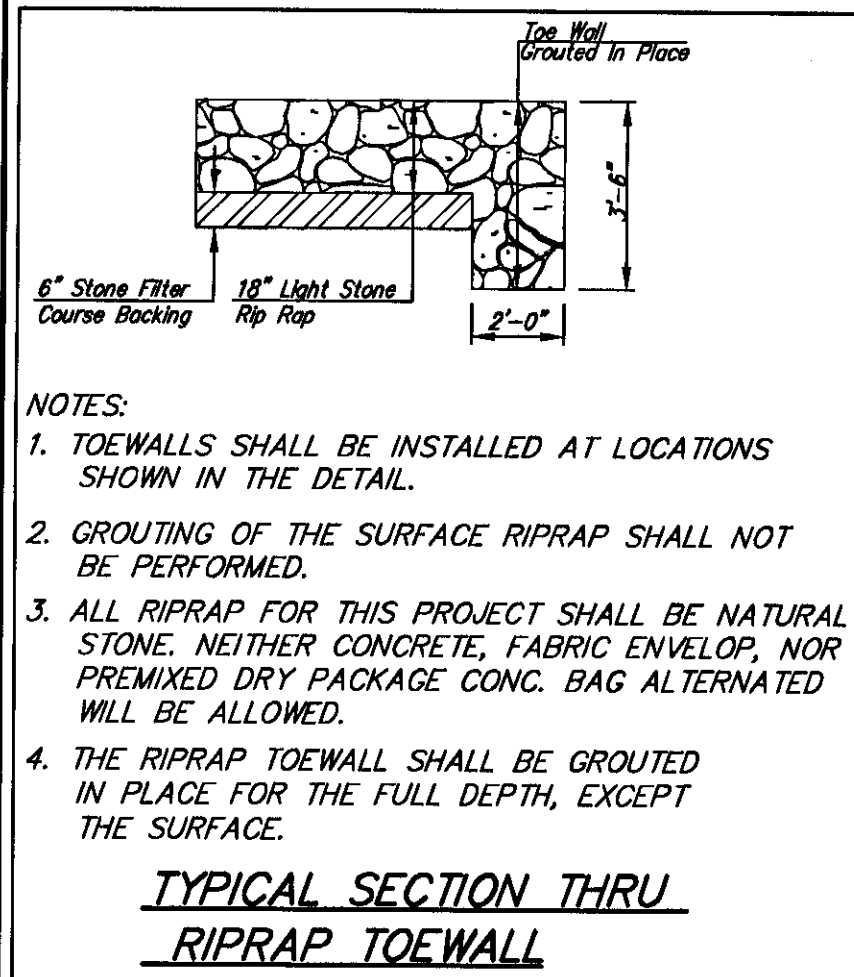 Toe Wall
Grouted In Place
3'-6"
6" Stone Filter
Course Backing
18" Light Stone
Rip Rap
2'-0"
NOTES:
1. TOEWALLS SHALL BE INSTALLED AT LOCATIONS
SHOWN IN THE DETAIL.
2. GROUTING OF THE SURFACE RIPRAP SHALL NOT
BE PERFORMED.
3. ALL RIPRAP FOR THIS PROJECT SHALL BE NATURAL
STONE. NEITHER CONCRETE, FABRIC ENVELOP, NOR
PREMIXED DRY PACKAGE CONC. BAG ALTERNATED
WILL BE ALLOWED.
4. THE RIPRAP TOEWALL SHALL BE GROUTED
IN PLACE FOR THE FULL DEPTH, EXCEPT
THE SURFACE.
TYPICAL SECTION THRU
RIPRAP TOEWALL